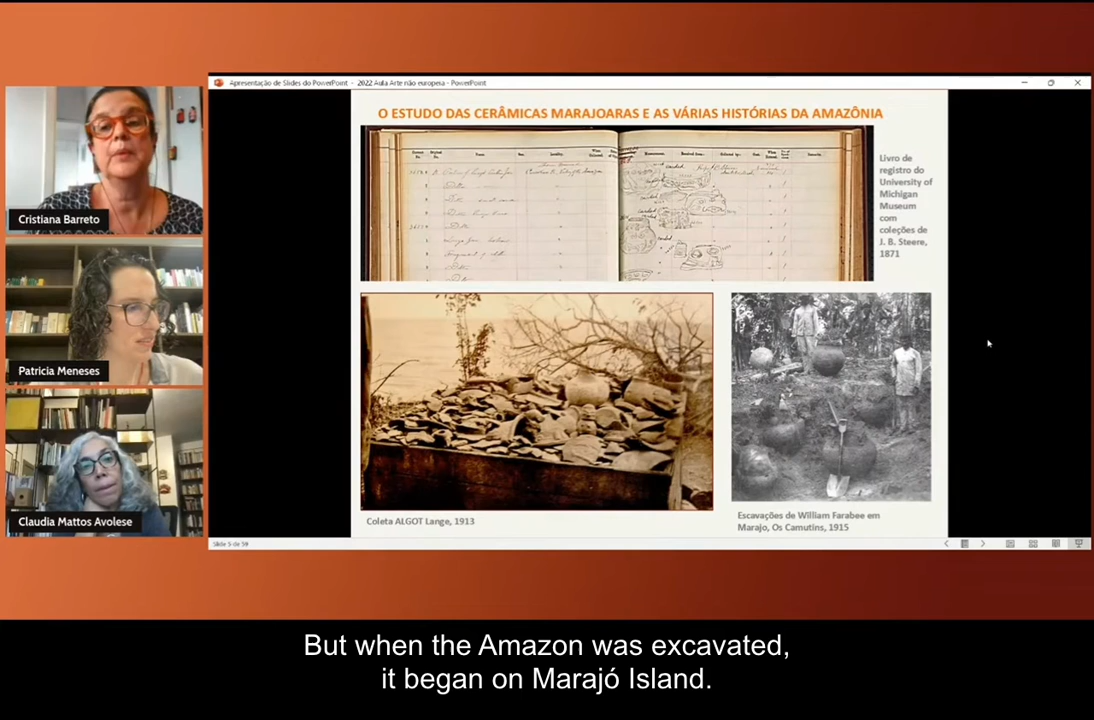 Apresentação de Slides do PowerPoint - 2022 Aula Arte não europeia - PowerPoint
O ESTUDO DAS CERÂMICAS MARAJOARAS E AS VÁRIAS HISTÓRIAS DA AMAZÔNIA
Livro de
registro do
University of
Michigan
Museum
com
coleções de
J. B. Steere,
1871
Cristiana Barreto
Patricia Meneses
Claudia Mattos Avolese
Coleta ALGOT Lange, 1913
Escavações de William Farabee em
Marajo, Os Camutins, 1915
Slide 5 de 59
But when the Amazon was excavated,
it began on Marajó Island.